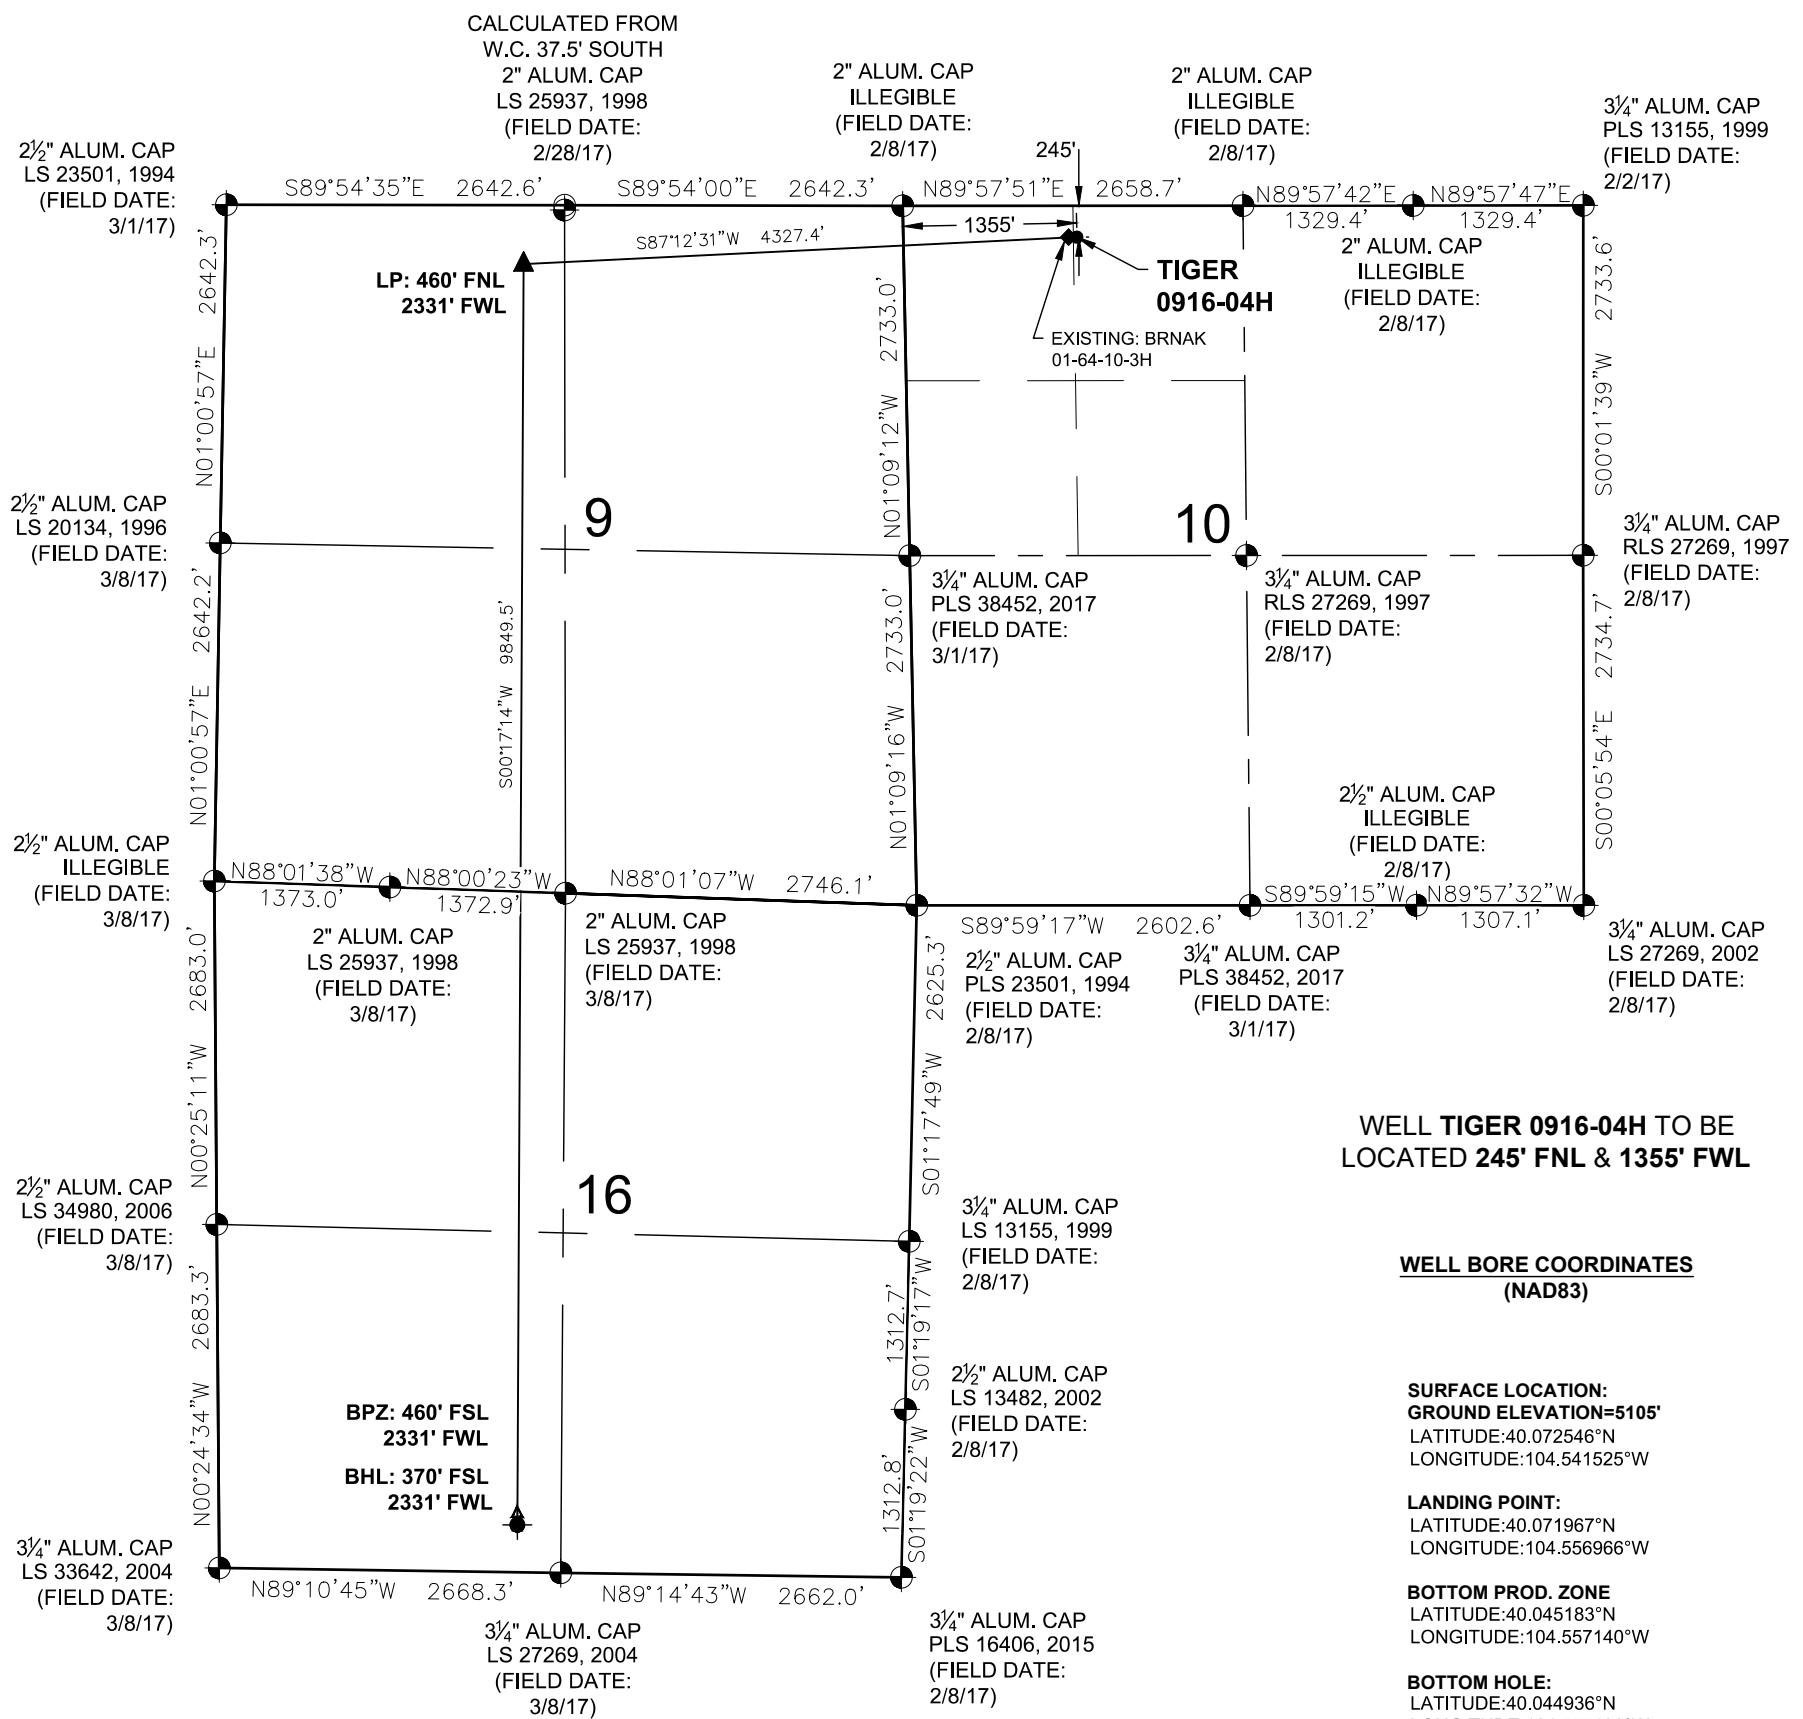 CALCULATED FROM
W.C. 37.5' SOUTH
2" ALUM. CAP
LS 25937, 1998
(FIELD DATE:
2/28/17)
2" ALUM. CAP
ILLEGIBLE
(FIELD DATE:
2/8/17)
2" ALUM. CAP
ILLEGIBLE
(FIELD DATE:
2/8/17)
3¼" ALUM. CAP
PLS 13155, 1999
(FIELD DATE:
2/2/17)
2½" ALUM. CAP
LS 23501, 1994
(FIELD DATE:
3/1/17)
245'
S89°54'35"E 2642.6'
S89°54'00"E 2642.3'
N89°57'51"E 2658.7'
N89°57'42"E
1329.4'
N89°57'47"E
1329.4'
1355'
S87°12'31"W 4327.4'
2" ALUM. CAP
ILLEGIBLE
(FIELD DATE:
2/8/17)
LP: 460' FNL
2331' FWL
TIGER
0916-04H
EXISTING: BRNAK
01-64-10-3H
N01°00'57"E 2642.3'
N01°09'12"W 2733.0'
S00°01'39"W 2733.6'
9
10
2½" ALUM. CAP
LS 20134, 1996
(FIELD DATE:
3/8/17)
3¼" ALUM. CAP
PLS 38452, 2017
(FIELD DATE:
3/1/17)
3¼" ALUM. CAP
RLS 27269, 1997
(FIELD DATE:
2/8/17)
3¼" ALUM. CAP
RLS 27269, 1997
(FIELD DATE:
2/8/17)
N01°00'57"E 2642.2'
S00°17'14"W 9849.5'
N01°09'16"W 2733.0'
S00°05'54"E 2734.7'
2½" ALUM. CAP
ILLEGIBLE
(FIELD DATE:
2/8/17)
2½" ALUM. CAP
ILLEGIBLE
(FIELD DATE:
3/8/17)
N88°01'38"W
1373.0'
N88°00'23"W
1372.9'
N88°01'07"W 2746.1'
S89°59'17"W 2602.6'
S89°59'15"W
1301.2'
N89°57'32"W
1307.1'
2" ALUM. CAP
LS 25937, 1998
(FIELD DATE:
3/8/17)
2" ALUM. CAP
LS 25937, 1998
(FIELD DATE:
3/8/17)
2½" ALUM. CAP
PLS 23501, 1994
(FIELD DATE:
2/8/17)
3¼" ALUM. CAP
PLS 38452, 2017
(FIELD DATE:
3/1/17)
3¼" ALUM. CAP
LS 27269, 2002
(FIELD DATE:
2/8/17)
N00°25'11"W 2683.0'
S01°17'49"W 2625.3'
WELL TIGER 0916-04H TO BE
LOCATED 245' FNL & 1355' FWL
16
2½" ALUM. CAP
LS 34980, 2006
(FIELD DATE:
3/8/17)
3¼" ALUM. CAP
LS 13155, 1999
(FIELD DATE:
2/8/17)
N00°24'34"W 2683.3'
1312.7'
S01°19'17"W
2½" ALUM. CAP
LS 13482, 2002
(FIELD DATE:
2/8/17)
1312.8'
S01°19'22"W
BPZ: 460' FSL
2331' FWL
BHL: 370' FSL
2331' FWL
3¼" ALUM. CAP
LS 33642, 2004
(FIELD DATE:
3/8/17)
N89°10'45"W 2668.3'
N89°14'43"W 2662.0'
3¼" ALUM. CAP
LS 27269, 2004
(FIELD DATE:
3/8/17)
3¼" ALUM. CAP
PLS 16406, 2015
(FIELD DATE:
2/8/17)
WELL BORE COORDINATES
(NAD83)
SURFACE LOCATION:
GROUND ELEVATION=5105'
LATITUDE:40.072546°N
LONGITUDE:104.541525°W
LANDING POINT:
LATITUDE:40.071967°N
LONGITUDE:104.556966°W
BOTTOM PROD. ZONE
LATITUDE:40.045183°N
LONGITUDE:104.557140°W
BOTTOM HOLE:
LATITUDE:40.044936°N